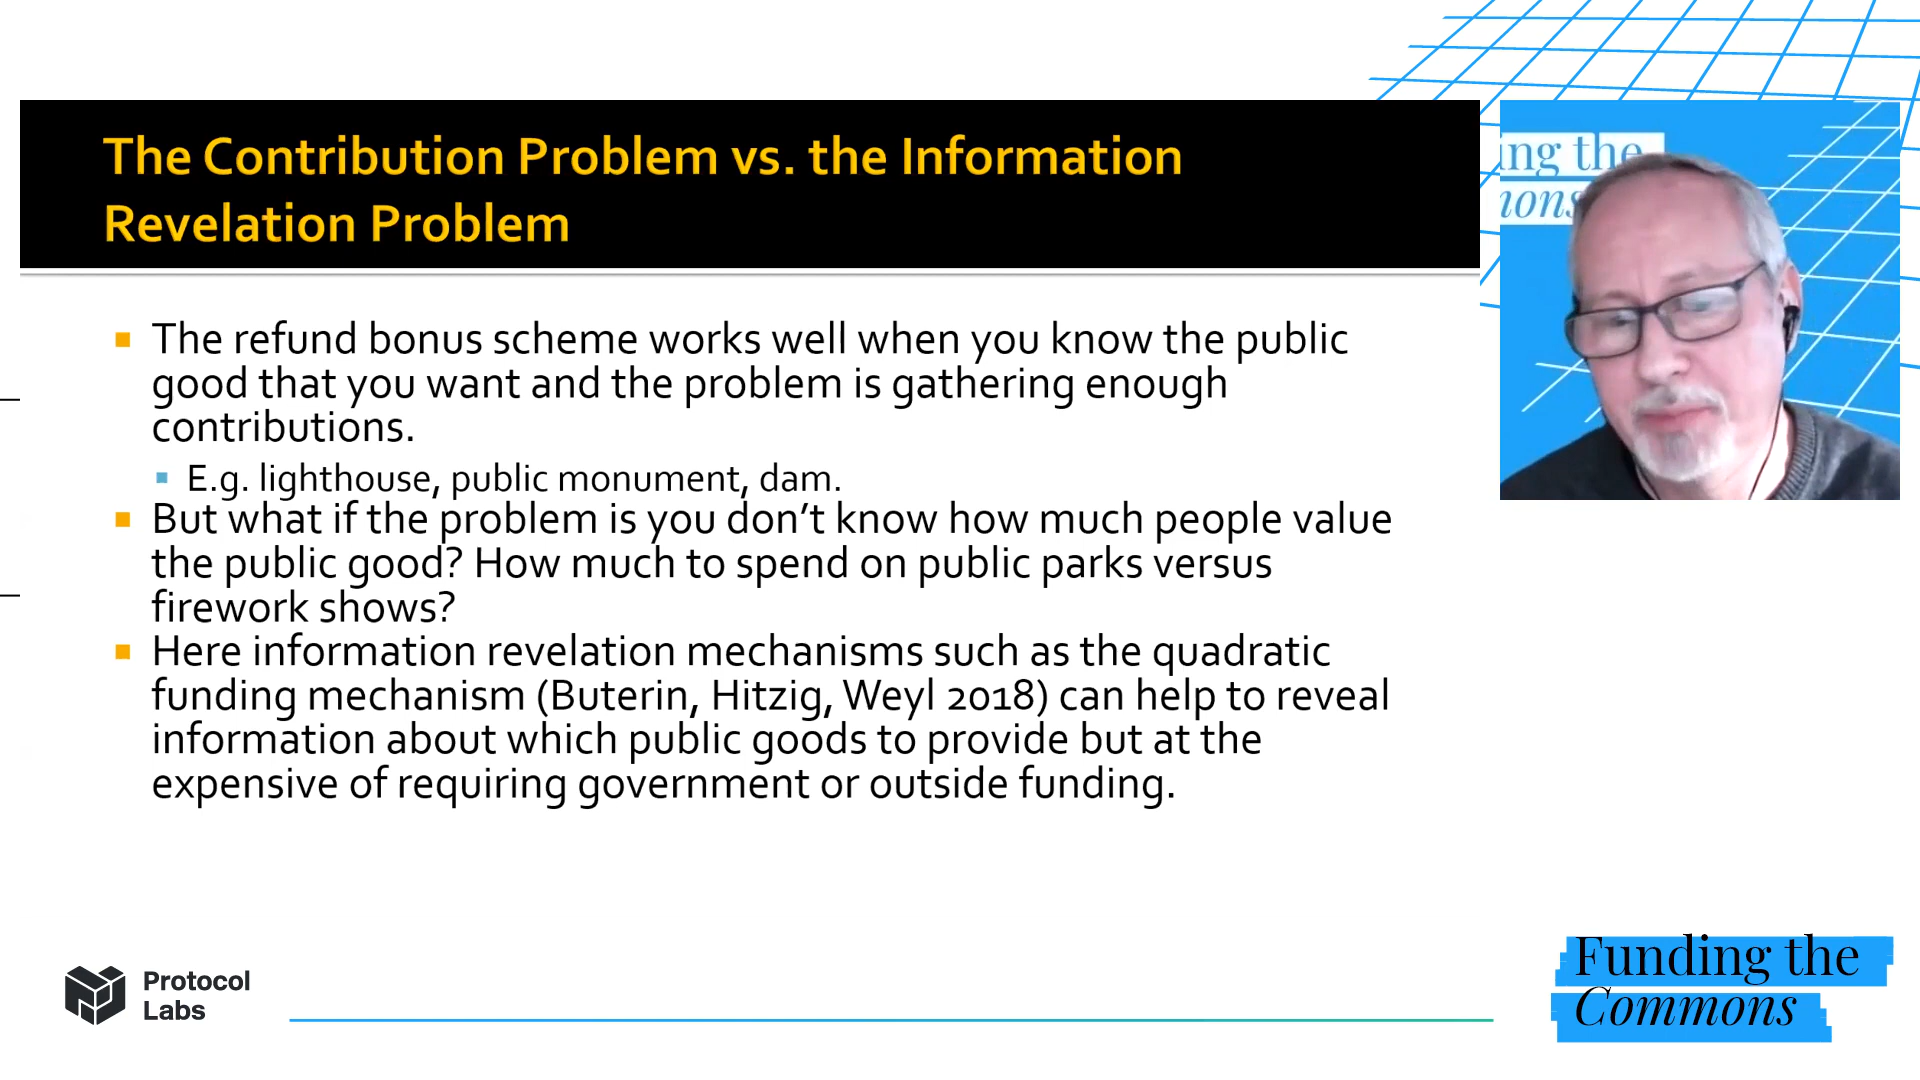 The Contribution Problem vs. the Information
Revelation Problem
The refund bonus scheme works well when you know the public
good that you want and the problem is gathering enough
contributions.
E.g. lighthouse, public monument, dam.
But what if the problem is you don’t know how much people value
the public good? How much to spend on public parks versus
firework shows?
Here information revelation mechanisms such as the quadratic
funding mechanism (Buterin, Hitzig, Weyl 2018) can help to reveal
information about which public goods to provide but at the
expensive of requiring government or outside funding.
ing the
mons
Protocol
Labs
Funding the
Commons